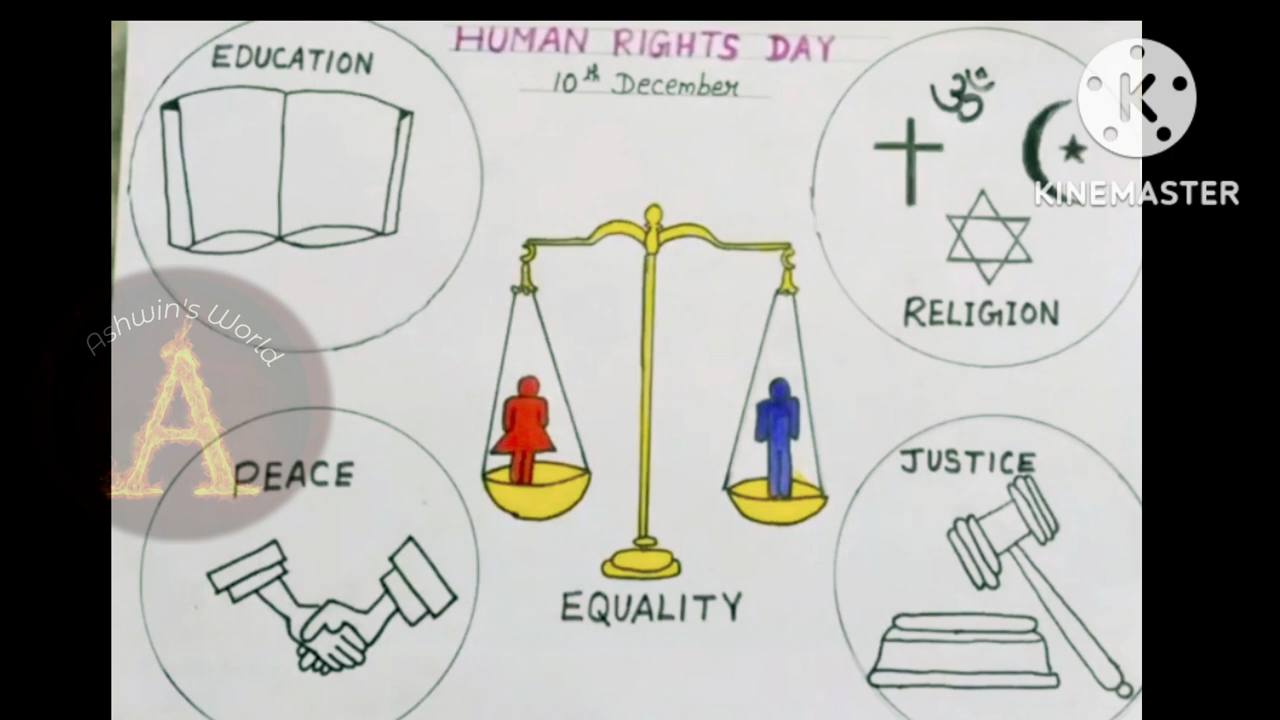 HUMAN RIGHTS DAY
10th December
EDUCATION
RELIGION
K
KINEMASTER
Ashwin's World
A
PEACE
JUSTICE
EQUALITY